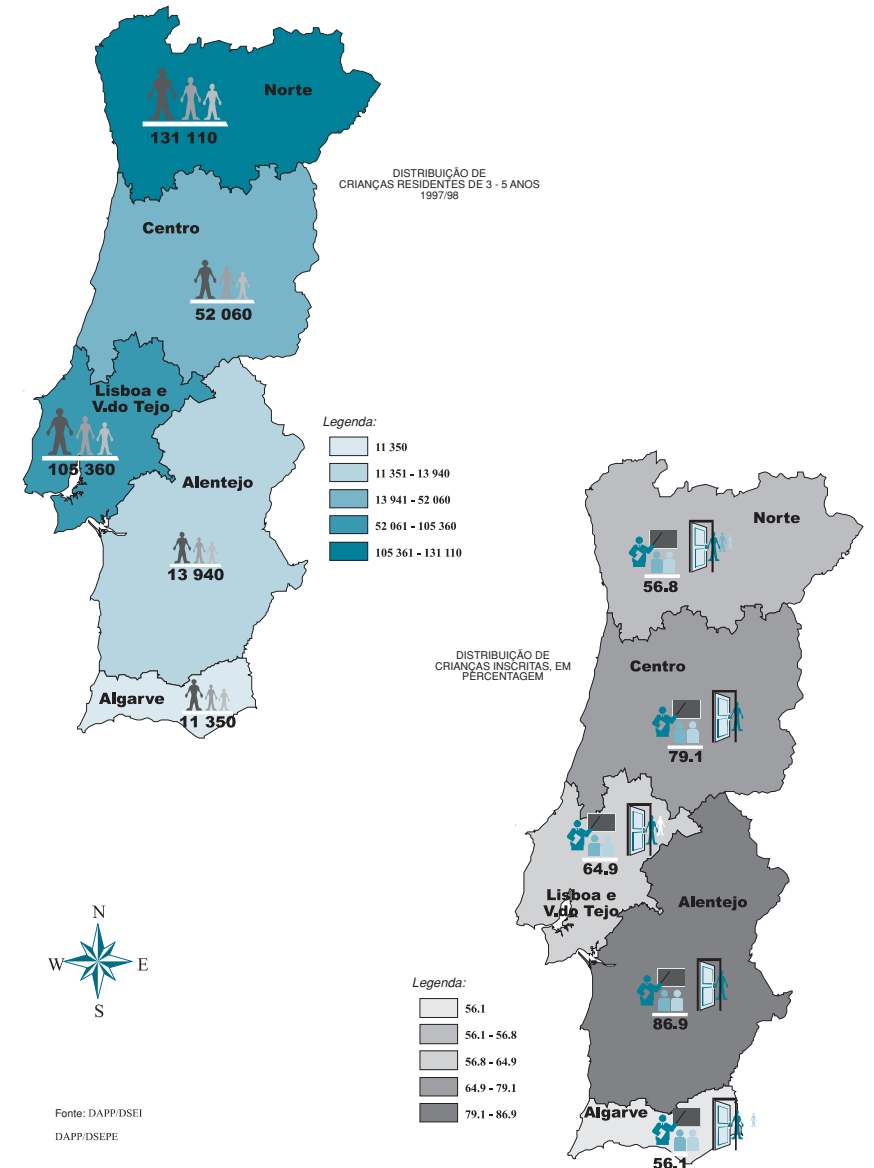 Norte
131 110
DISTRIBUIÇÃO DE
CRIANÇAS RESIDENTES DE 3 - 5 ANOS
1997/98
Centro
52 060
Lisboa e
V.do Tejo
105 360
Alentejo
13 940
Algarve
11 350
Legenda:
11 350
11 351 - 13 940
13 941 - 52 060
52 061 - 105 360
105 361 - 131 110
Norte
56.8
DISTRIBUIÇÃO DE
CRIANÇAS INSCRITAS, EM
PERCENTAGEM
Centro
79.1
64.9
Lisboa e
V.do Tejo
Alentejo
86.9
Algarve
56.1
N
W E
S
Legenda:
56.1
56.1 - 56.8
56.8 - 64.9
64.9 - 79.1
79.1 - 86.9
Fonte: DAPP/DSEI
DAPP/DSEPE